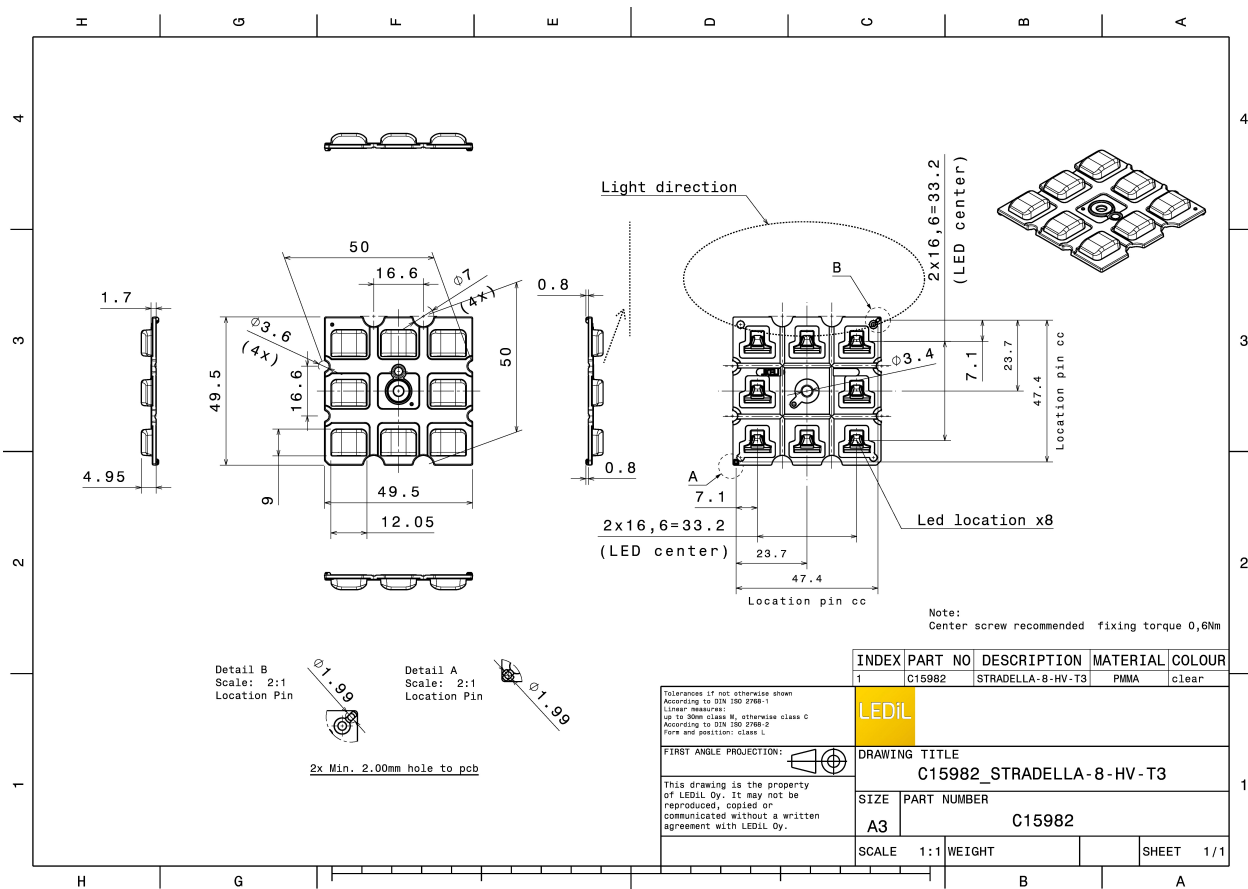 H G F E D C B A
4
4
Light direction
2x16,6=33.2
(LED center)
50
16.6
Ø7
(4x)
0.8
B
1.7
Ø3.6
(4x)
3
3
49.5
16.6
50
Ø3.4
7.1
23.7
47.4
Location pin cc
4.95
9
0.8
A
49.5
7.1
12.05
Led location x8
2x16,6=33.2
(LED center)
23.7
2
2
47.4
Location pin cc
Note:
Center screw recommended fixing torque 0,6Nm
Detail B
Scale: 2:1
Location Pin
Ø1.99
Detail A
Scale: 2:1
Location Pin
Ø1.99
2x Min. 2.00mm hole to pcb
INDEX PART NO DESCRIPTION MATERIAL COLOUR
1 C15982 STRADELLA-8-HV-T3 PMMA clear
Tolerances if not otherwise shown
According to DIN ISO 2768-1
Linear measures:
up to 30mm class M, otherwise class C
According to DIN ISO 2768-2
Form and position: class L
LEDiL
FIRST ANGLE PROJECTION:
DRAWING TITLE
C15982_STRADELLA-8-HV-T3
1
1
This drawing is the property
of LEDiL Oy. It may not be
reproduced, copied or
communicated without a written
agreement with LEDiL Oy.
SIZE PART NUMBER
A3 C15982
SCALE 1:1 WEIGHT SHEET 1/1
H G B A